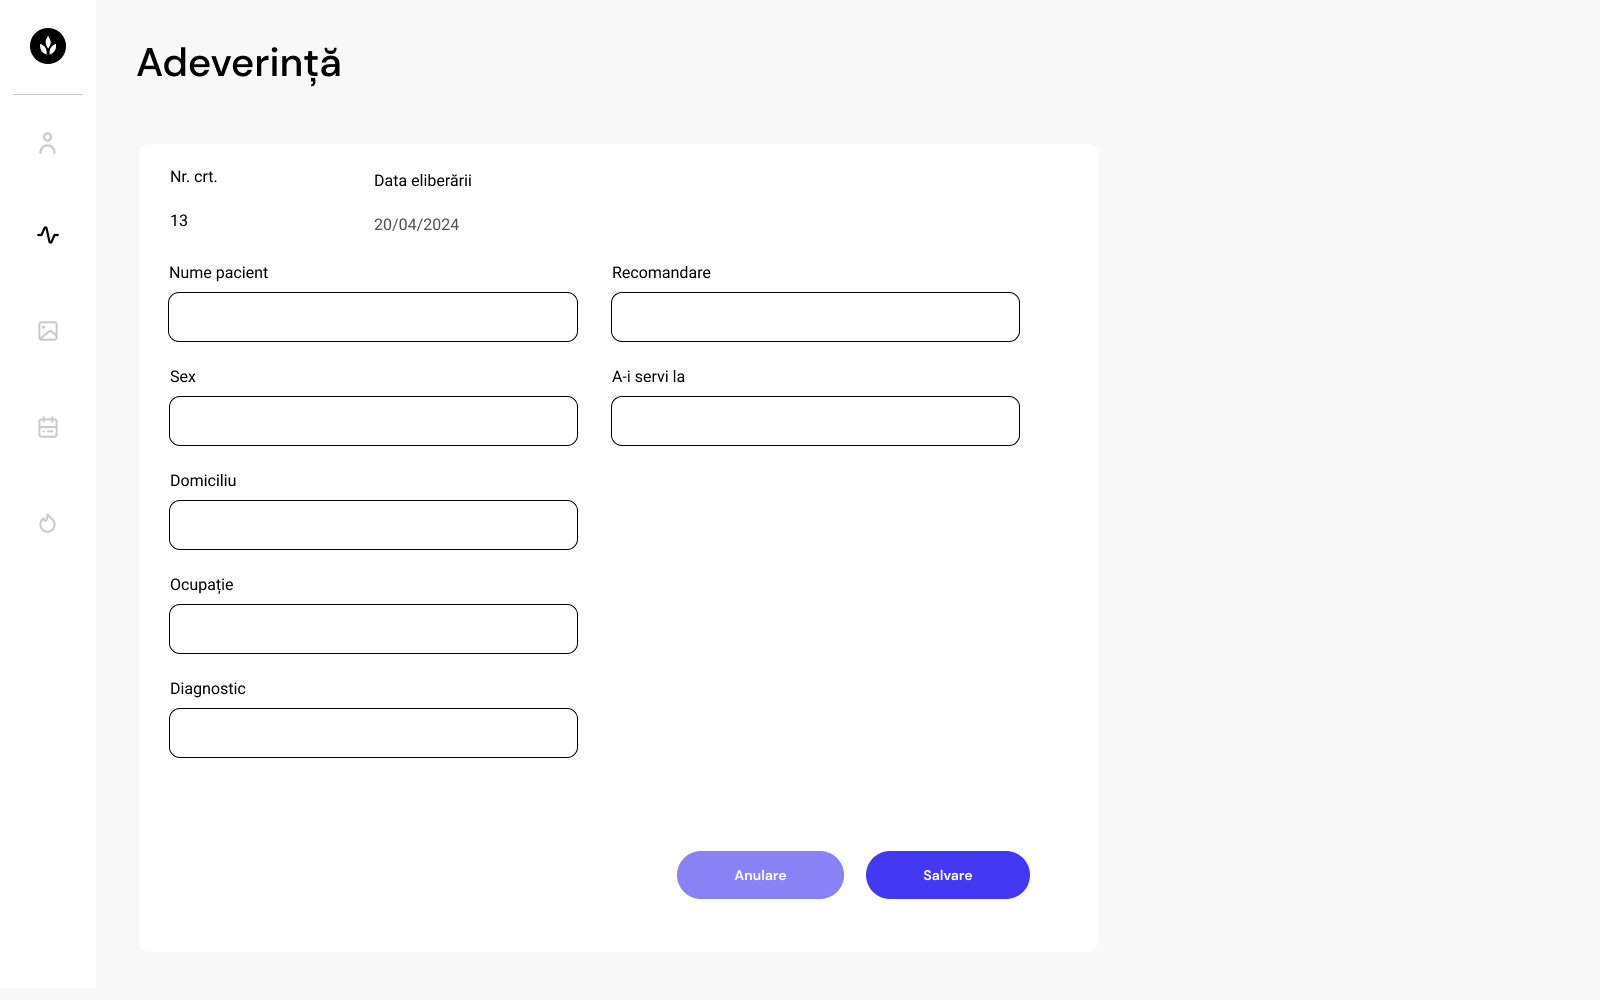 Adeverință
Nr. crt.
Data eliberării
13
20/04/2024
Nume pacient
Recomandare
Sex
A-i servi la
Domiciliu
Ocupație
Diagnostic
Anulare
Salvare